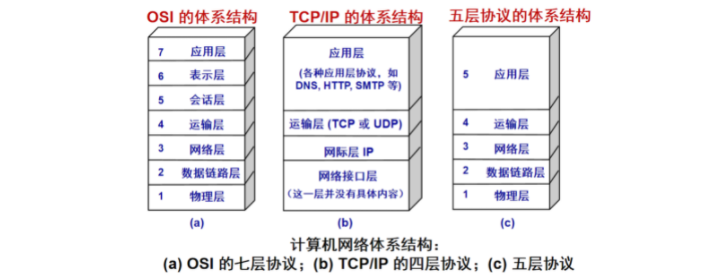 OSI 的体系结构
7 应用层
6 表示层
5 会话层
4 运输层
3 网络层
2 数据链路层
1 物理层
(a)
TCP/IP 的体系结构
应用层
(各种应用层协议，如
DNS, HTTP, SMTP 等)
运输层 (TCP 或 UDP)
网际层 IP
网络接口层
(这一层并没有具体内容)
(b)
五层协议的体系结构
5 应用层
4 运输层
3 网络层
2 数据链路层
1 物理层
(c)
计算机网络体系结构：
(a) OSI 的七层协议；(b) TCP/IP 的四层协议；(c) 五层协议